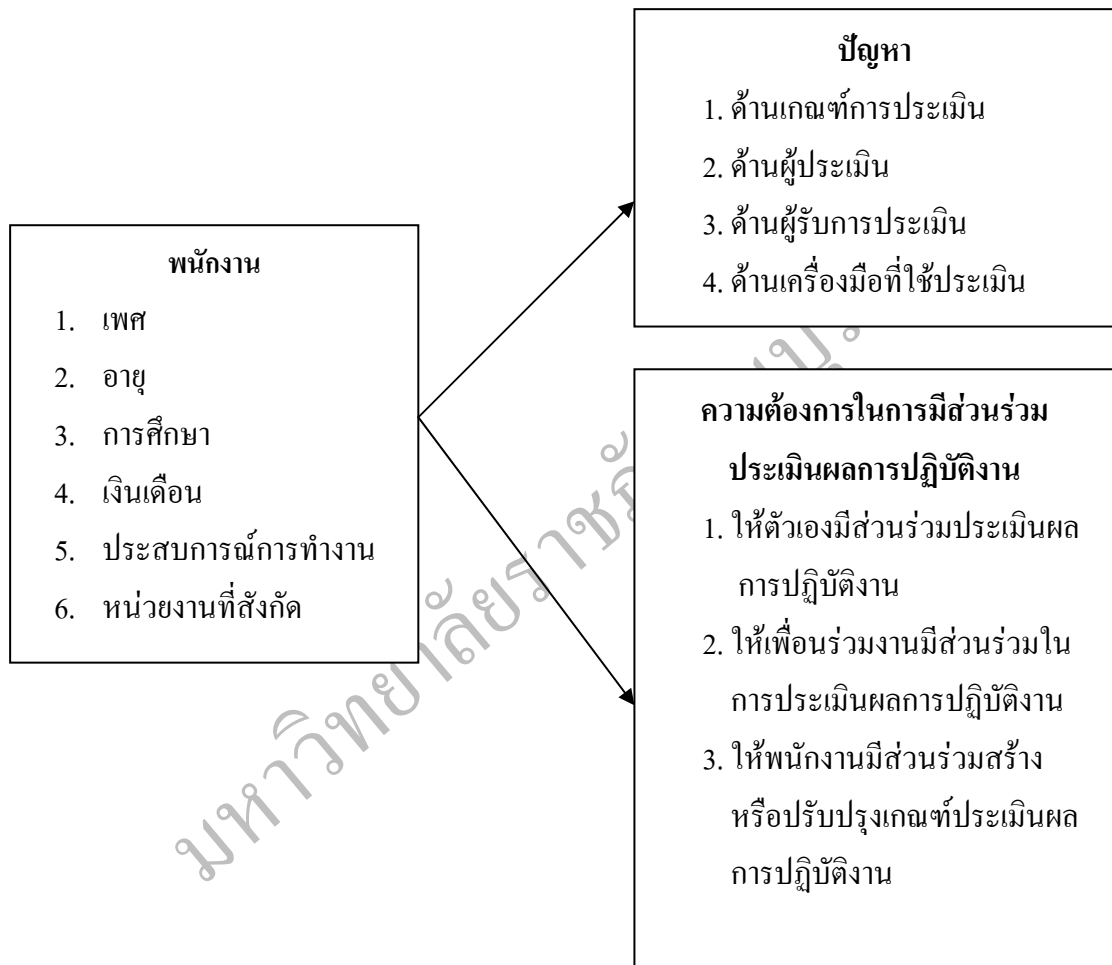 ปัญหา
1. ด้านเกณฑ์การประเมิน
2. ด้านผู้ประเมิน
3. ด้านผู้รับการประเมิน
4. ด้านเครื่องมือที่ใช้ประเมิน
พนักงาน
1. เพศ
2. อายุ
3. การศึกษา
4. เงินเดือน
5. ประสบการณ์การทำงาน
6. หน่วยงานที่สังกัด
ความต้องการในการมีส่วนร่วม
ประเมินผลการปฏิบัติงาน
1. ให้ตัวเองมีส่วนร่วมประเมินผล
การปฏิบัติงาน
2. ให้เพื่อนร่วมงานมีส่วนร่วมใน
การประเมินผลการปฏิบัติงาน
3. ให้พนักงานมีส่วนร่วมสร้าง
หรือปรับปรุงเกณฑ์ประเมินผล
การปฏิบัติงาน
มหาวิทยาลัย